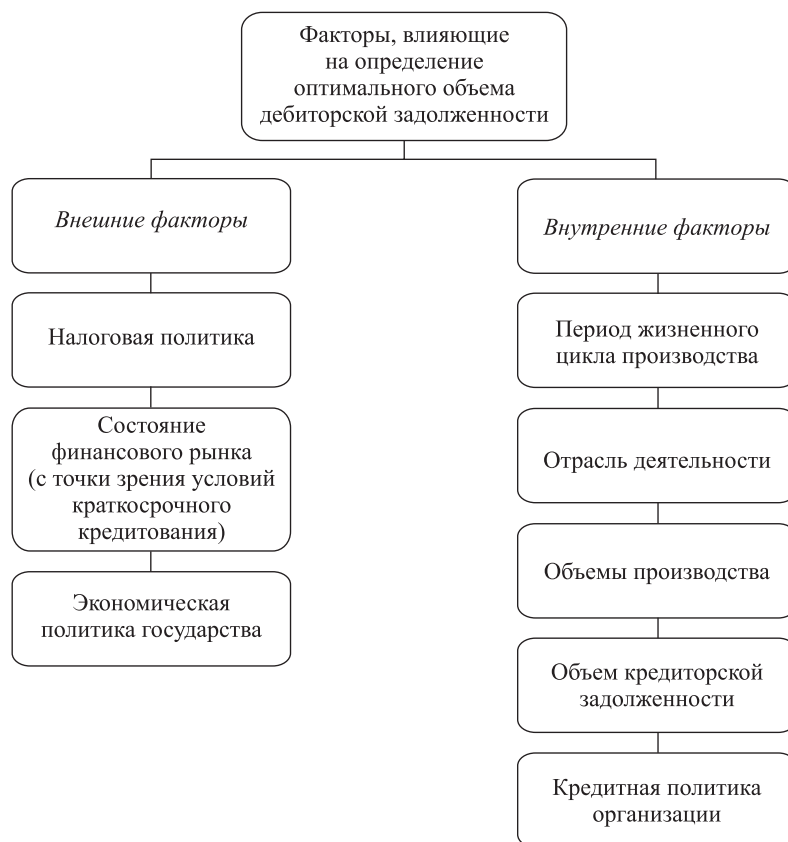 Факторы, влияющие
на определение
оптимального объема
дебиторской задолженности
Внешние факторы
Налоговая политика
Состояние
финансового рынка
(с точки зрения условий
краткосрочного
кредитования)
Экономическая
политика государства
Внутренние факторы
Период жизненного
цикла производства
Отрасль деятельности
Объемы производства
Объем кредиторской
задолженности
Кредитная политика
организации